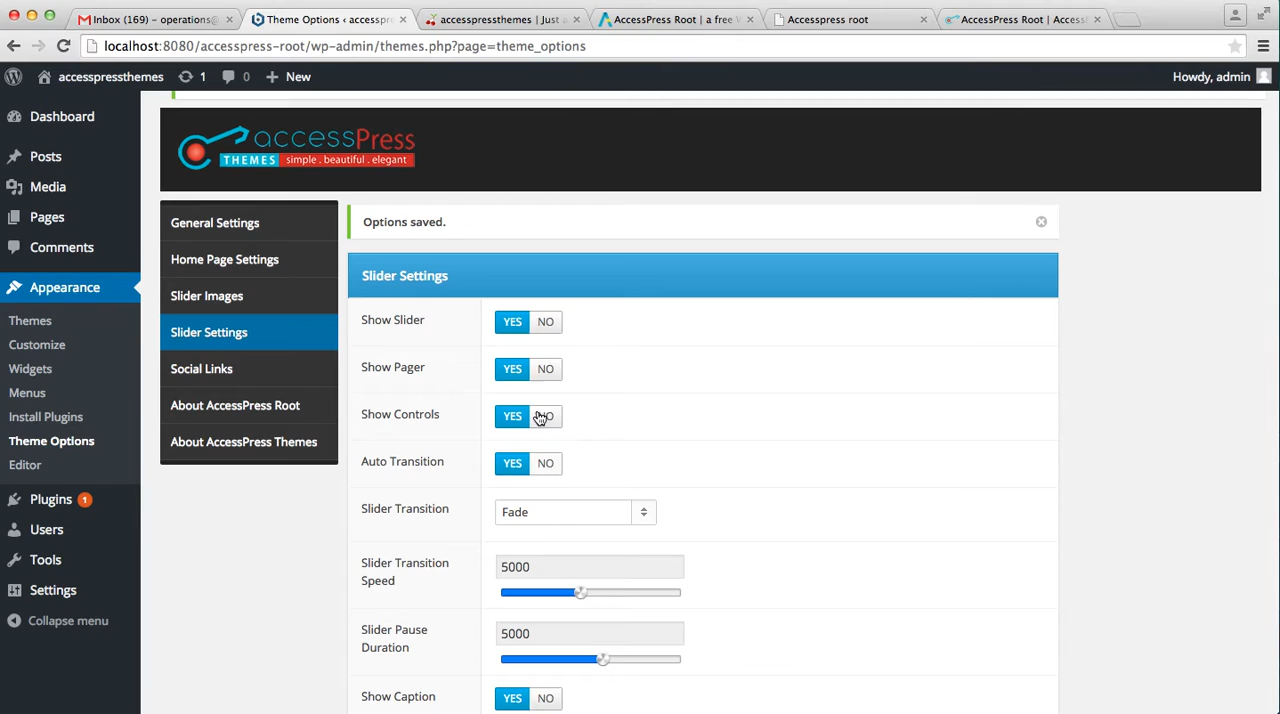 Inbox (169) – operations@
Theme Options ‹ accesspr
accesspressthemes | Just a
AccessPress Root | a free
Accesspress root
AccessPress Root | Access
localhost:8080/accesspress-root/wp-admin/themes.php?page=theme_options
accesspressthemes
1
0
New
Howdy, admin
Dashboard
Posts
Media
Pages
Comments
Appearance
Themes
Customize
Widgets
Menus
Install Plugins
Theme Options
Editor
Plugins 1
Users
Tools
Settings
Collapse menu
accessPress
THEMES simple . beautiful . elegant
General Settings
Home Page Settings
Slider Images
Slider Settings
Social Links
About AccessPress Root
About AccessPress Themes
Options saved.
Slider Settings
Show Slider YES NO
Show Pager YES NO
Show Controls YES NO
Auto Transition YES NO
Slider Transition Fade
Slider Transition
Speed
5000
Slider Pause
Duration
5000
Show Caption YES NO